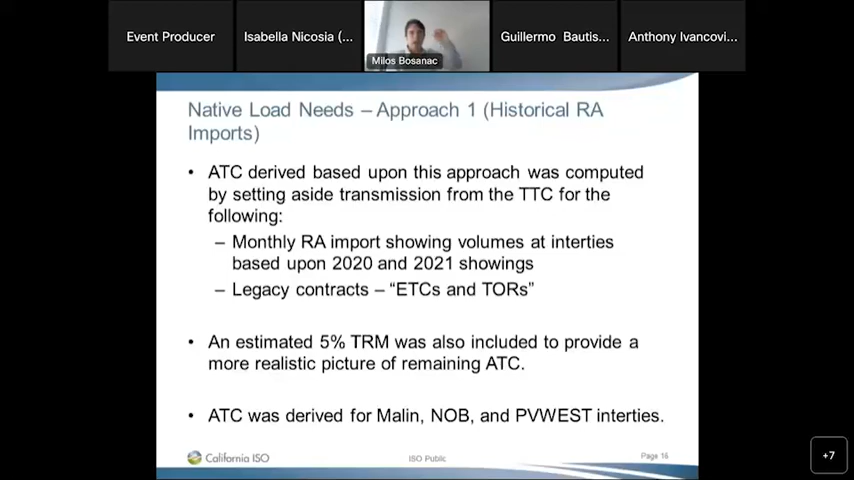 Event Producer
Isabella Nicosia (...
Milos Bosanac
Guillermo Bautis...
Anthony Ivancovi...
Native Load Needs – Approach 1 (Historical RA
Imports)
• ATC derived based upon this approach was computed
by setting aside transmission from the TTC for the
following:
– Monthly RA import showing volumes at interties
based upon 2020 and 2021 showings
– Legacy contracts – “ETCs and TORs”
• An estimated 5% TRM was also included to provide a
more realistic picture of remaining ATC.
• ATC was derived for Malin, NOB, and PVWEST interties.
California ISO
ISO Public
Page 16
+7